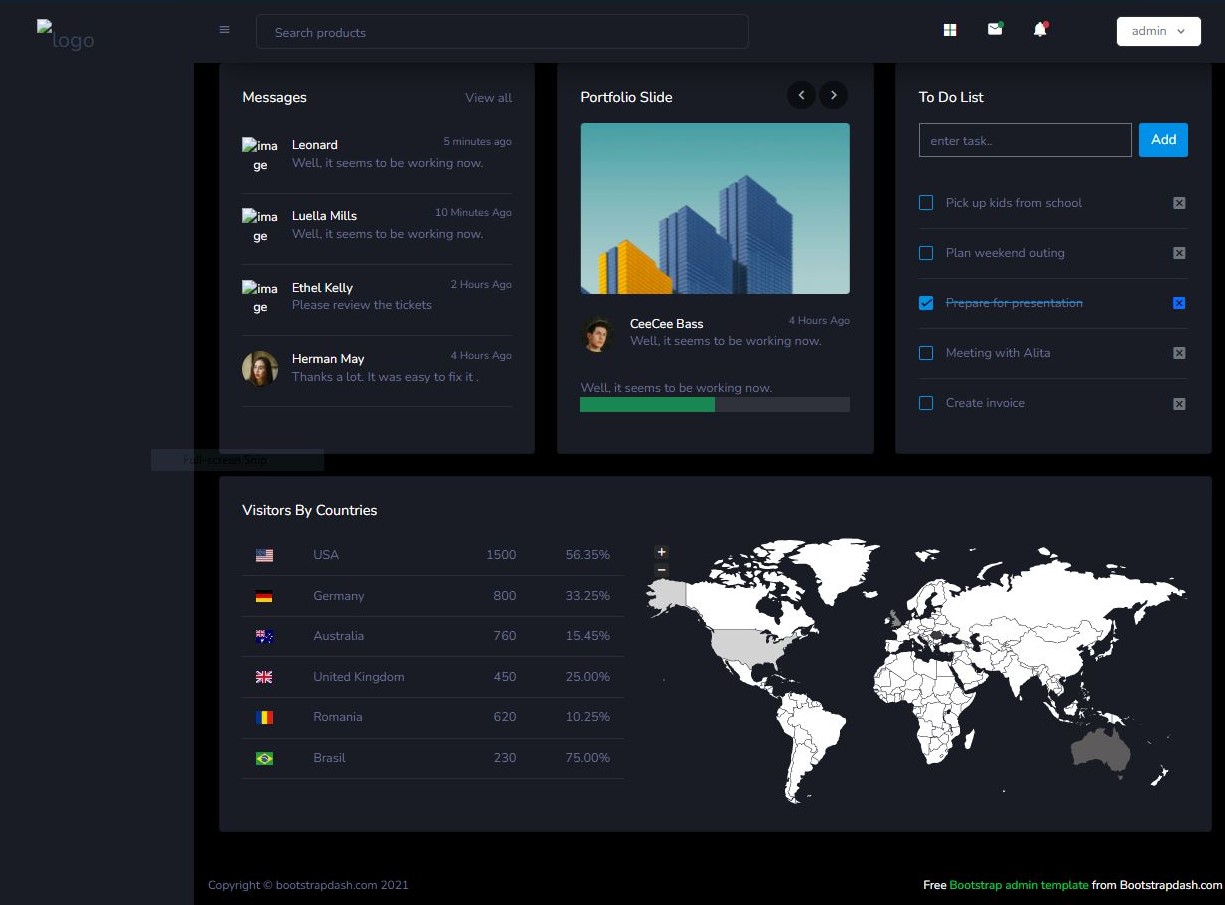 logo
Search products
admin
Messages
View all
image
Leonard
5 minutes ago
Well, it seems to be working now.
image
Luella Mills
10 Minutes Ago
Well, it seems to be working now.
image
Ethel Kelly
2 Hours Ago
Please review the tickets
Herman May
4 Hours Ago
Thanks a lot. It was easy to fix it .
Portfolio Slide
CeeCee Bass
4 Hours Ago
Well, it seems to be working now.
Well, it seems to be working now.
To Do List
enter task..
Add
Pick up kids from school
Plan weekend outing
Prepare for presentation
Meeting with Alita
Create invoice
Full-screen Snip
Visitors By Countries
USA 1500 56.35%
Germany 800 33.25%
Australia 760 15.45%
United Kingdom 450 25.00%
Romania 620 10.25%
Brasil 230 75.00%
+
−
Copyright © bootstrapdash.com 2021
Free Bootstrap admin template from Bootstrapdash.com